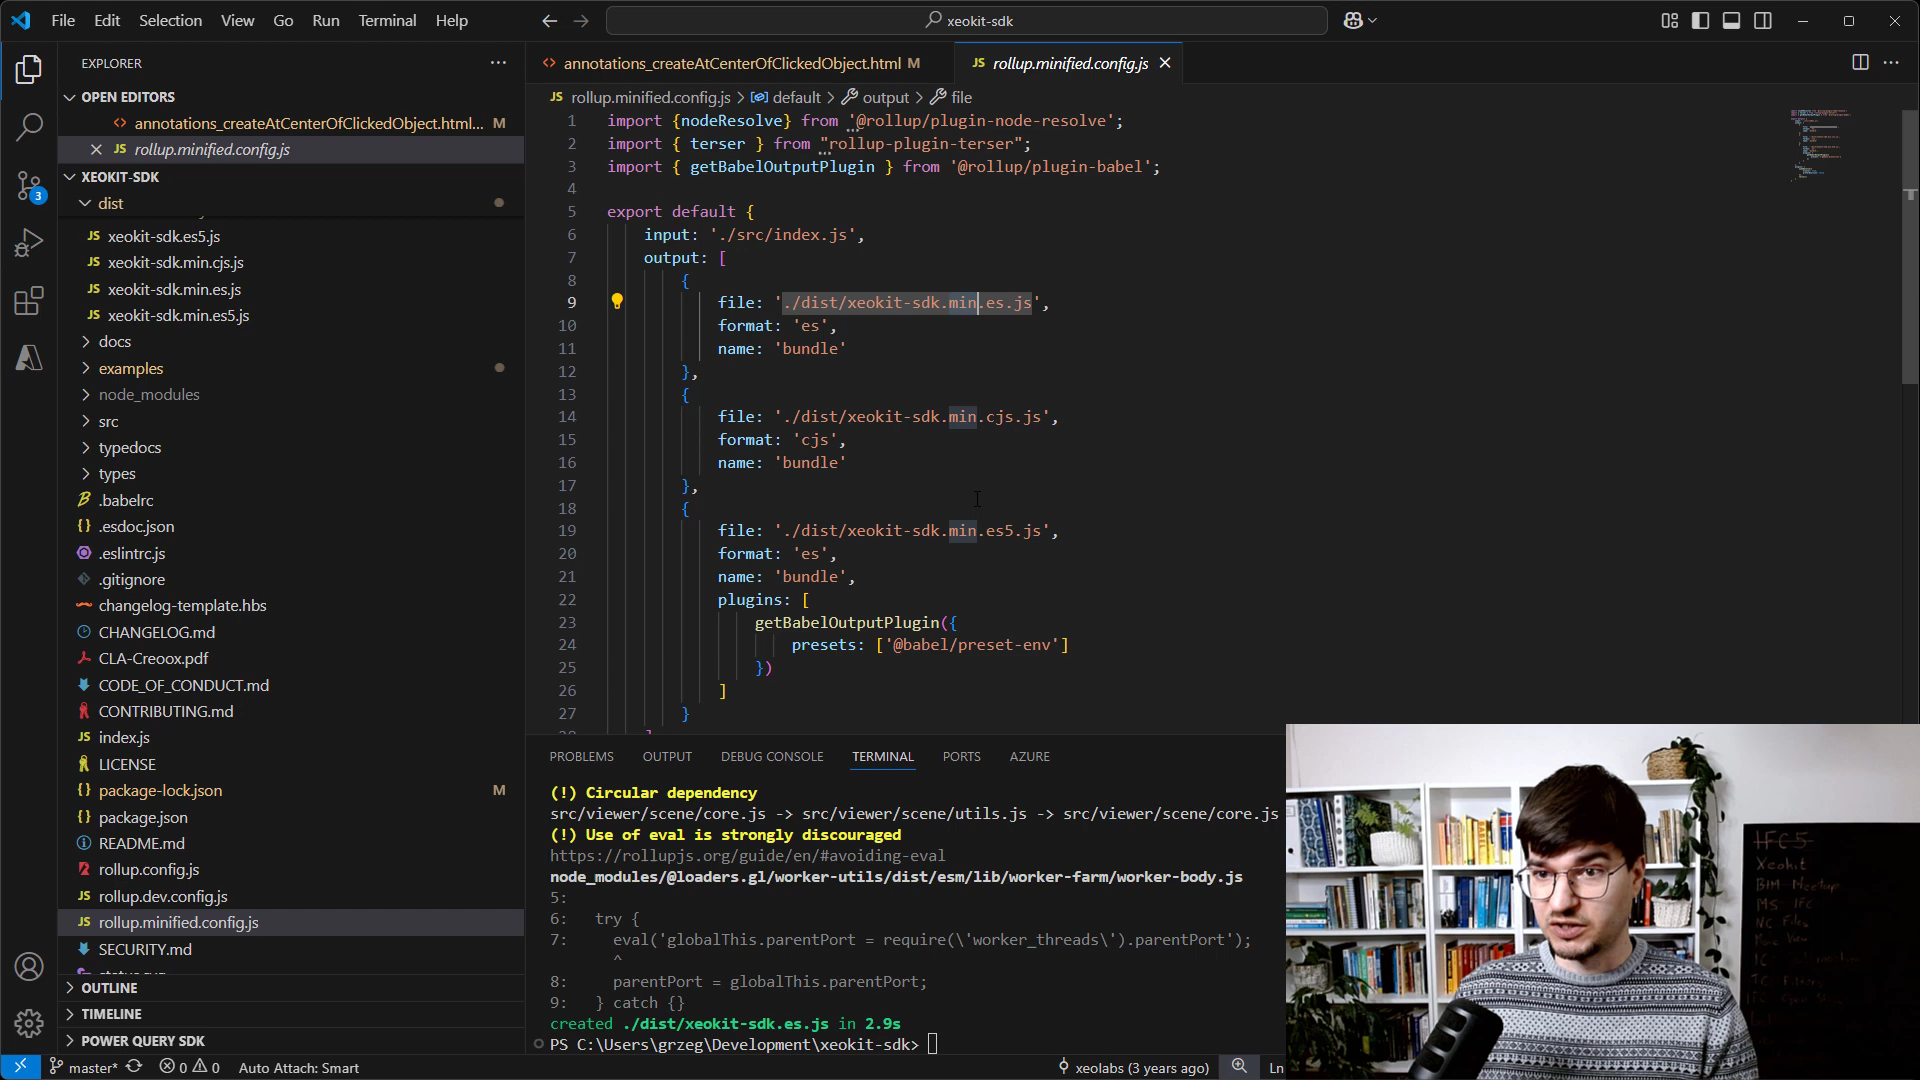 File Edit Selection View Go Run Terminal Help
xeokit-sdk
EXPLORER
OPEN EDITORS
annotations_createAtCenterOfClickedObject.html... M
rollup.minified.config.js
XEOKIT-SDK
dist
xeokit-sdk.es5.js
xeokit-sdk.min.cjs.js
xeokit-sdk.min.es.js
xeokit-sdk.min.es5.js
docs
examples
node_modules
src
typedocs
types
.babelrc
.esdoc.json
.eslintrc.js
.gitignore
changelog-template.hbs
CHANGELOG.md
CLA-Creoox.pdf
CODE_OF_CONDUCT.md
CONTRIBUTING.md
index.js
LICENSE
package-lock.json M
package.json
README.md
rollup.config.js
rollup.dev.config.js
rollup.minified.config.js
SECURITY.md
OUTLINE
TIMELINE
POWER QUERY SDK
3
annotations_createAtCenterOfClickedObject.html M
JS rollup.minified.config.js
JS rollup.minified.config.js > default > output > file
1 import {nodeResolve} from '@rollup/plugin-node-resolve';
2 import { terser } from "rollup-plugin-terser";
3 import { getBabelOutputPlugin } from '@rollup/plugin-babel';
4
5 export default {
6 input: './src/index.js',
7 output: [
8 {
9 file: './dist/xeokit-sdk.min.es.js',
10 format: 'es',
11 name: 'bundle'
12 },
13 {
14 file: './dist/xeokit-sdk.min.cjs.js',
15 format: 'cjs',
16 name: 'bundle'
17 },
18 {
19 file: './dist/xeokit-sdk.min.es5.js',
20 format: 'es',
21 name: 'bundle',
22 plugins: [
23 getBabelOutputPlugin({
24 presets: ['@babel/preset-env']
25 })
26 ]
27 }
PROBLEMS OUTPUT DEBUG CONSOLE TERMINAL PORTS AZURE
(!) Circular dependency
src/viewer/scene/core.js -> src/viewer/scene/utils.js -> src/viewer/scene/core.js
(!) Use of eval is strongly discouraged
https://rollupjs.org/guide/en/#avoiding-eval
node_modules/@loaders.gl/worker-utils/dist/esm/lib/worker-farm/worker-body.js
5:
6: try {
7: eval('globalThis.parentPort = require(\'worker_threads\').parentPort');
^
8: parentPort = globalThis.parentPort;
9: } catch {}
created ./dist/xeokit-sdk.es.js in 2.9s
PS C:\Users\grzeg\Development\xeokit-sdk>
IFC5
Xeokit
BIM-Meetup
MS-IFC
NC Files
master* 0 0 Auto Attach: Smart xeolabs (3 years ago) Ln